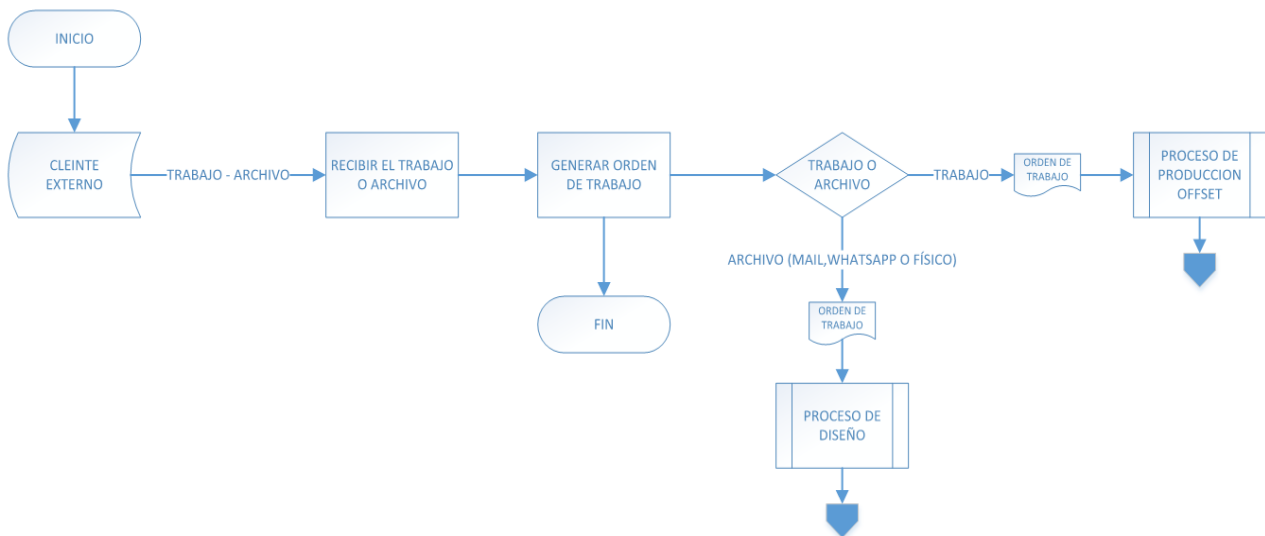 INICIO
CLEINTE
EXTERNO
TRABAJO - ARCHIVO
RECIBIR EL TRABAJO
O ARCHIVO
GENERAR ORDEN
DE TRABAJO
TRABAJO O
ARCHIVO
TRABAJO
ORDEN DE
TRABAJO
PROCESO DE
PRODUCCION
OFFSET
ARCHIVO (MAIL,WHATSAPP O FÍSICO)
FIN
ORDEN DE
TRABAJO
PROCESO DE
DISEÑO